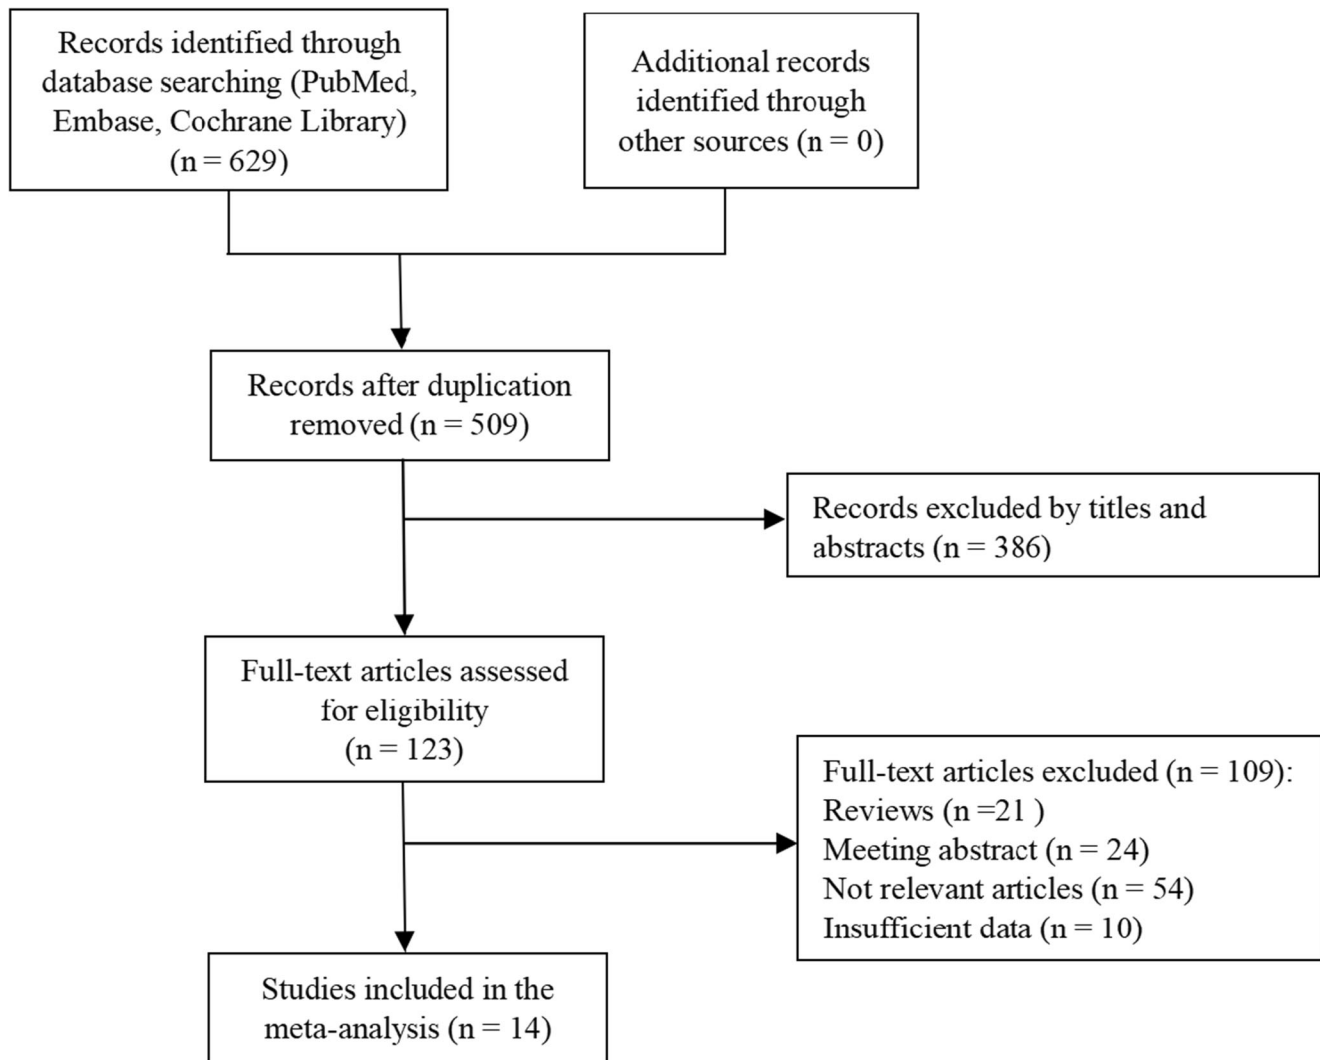 Records identified through
database searching (PubMed,
Embase, Cochrane Library)
(n = 629)
Additional records
identified through
other sources (n = 0)
Records after duplication
removed (n = 509)
Records excluded by titles and
abstracts (n = 386)
Full-text articles assessed
for eligibility
(n = 123)
Full-text articles excluded (n = 109):
Reviews (n =21 )
Meeting abstract (n = 24)
Not relevant articles (n = 54)
Insufficient data (n = 10)
Studies included in the
meta-analysis (n = 14)